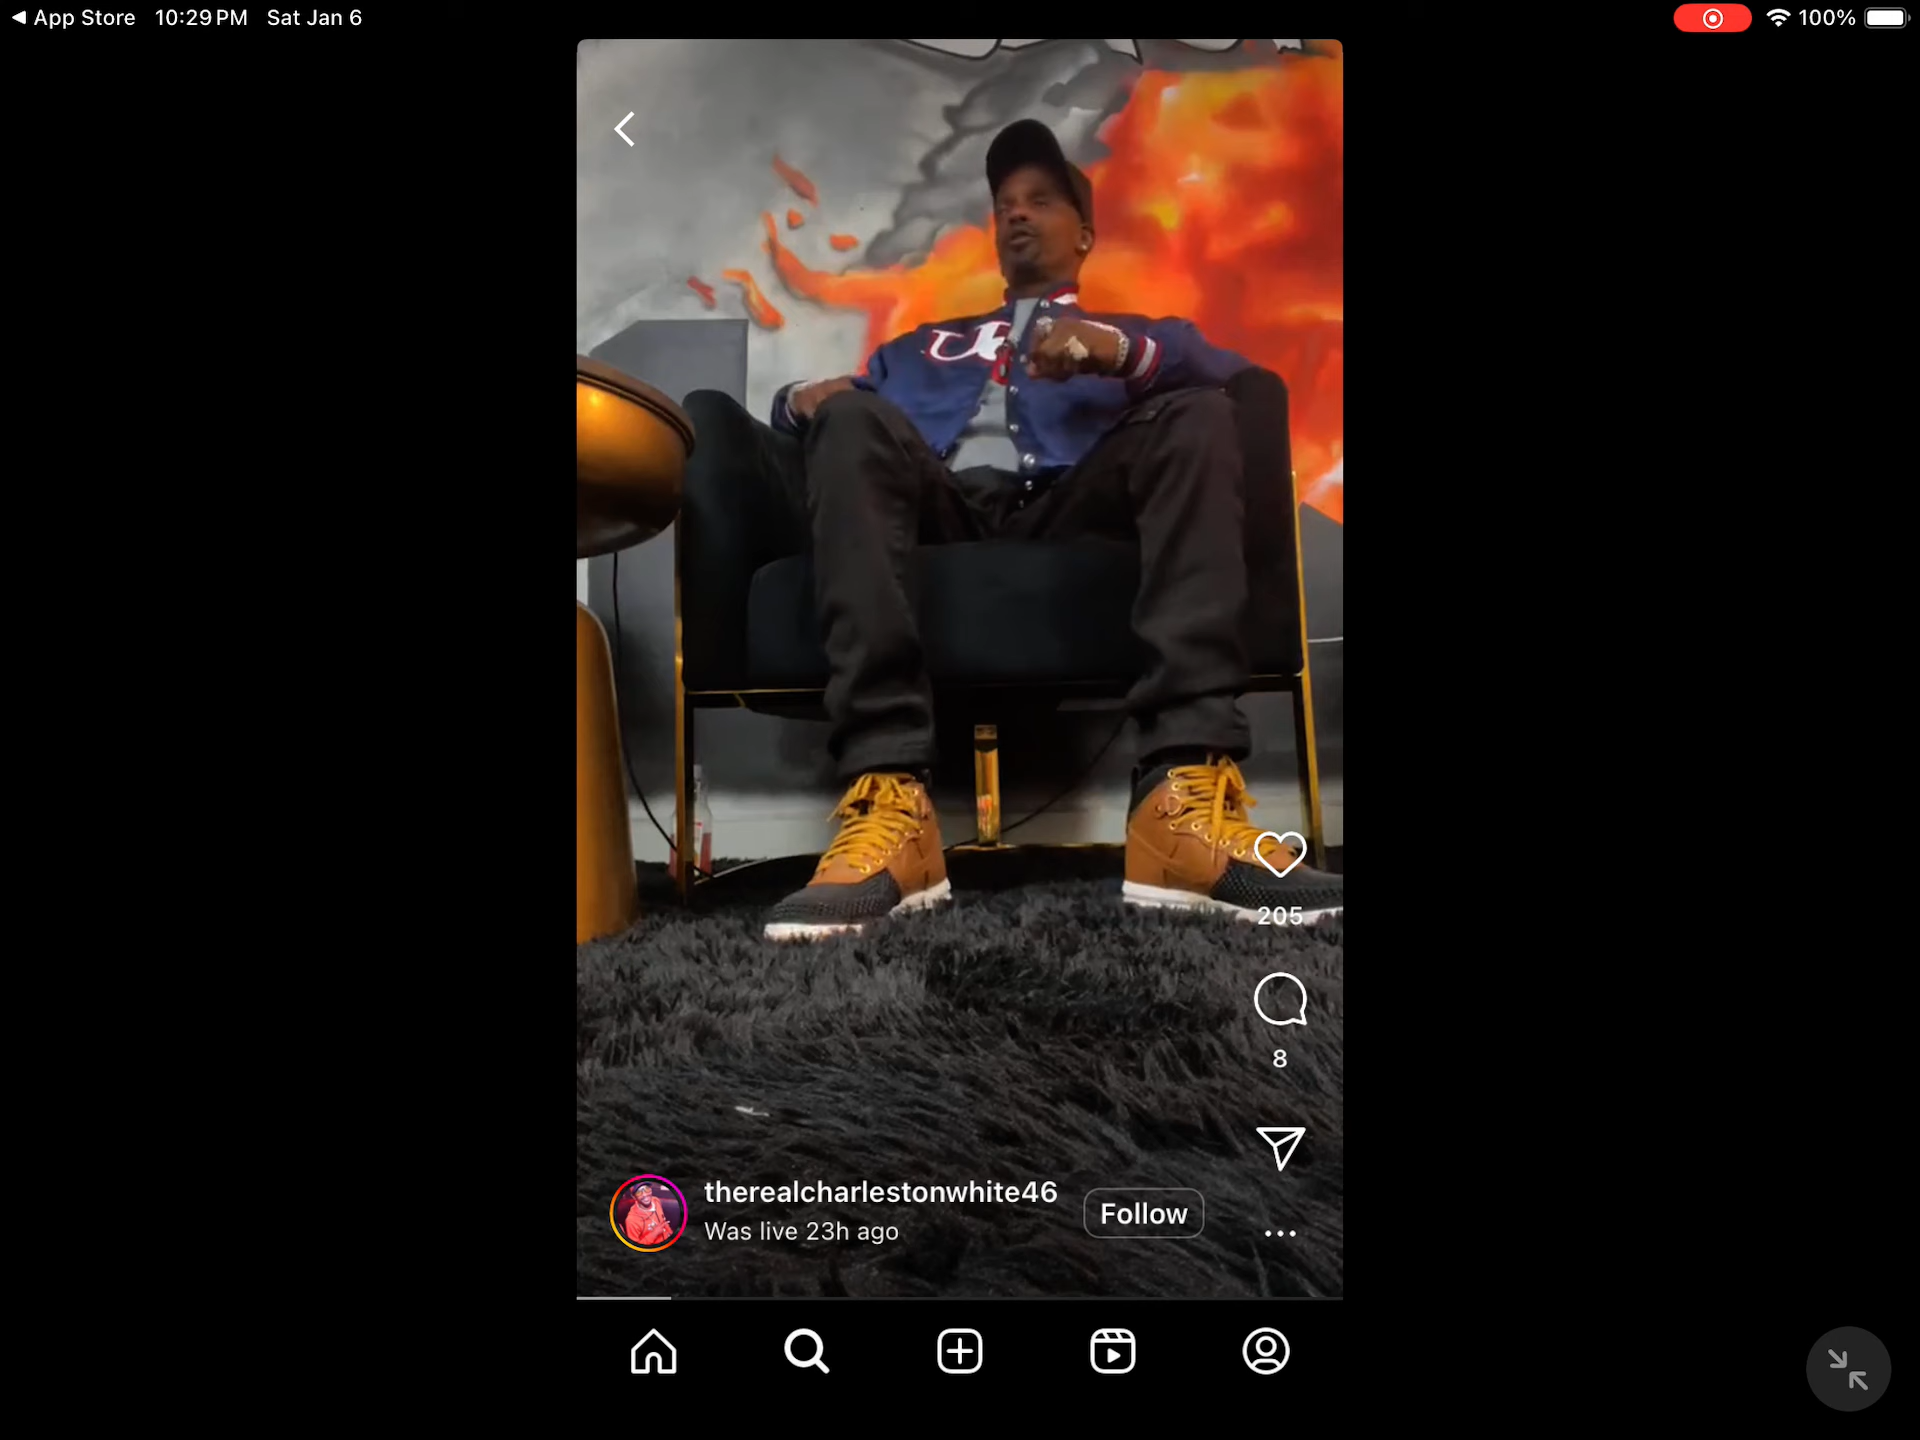 App Store 10:29 PM Sat Jan 6
100%
205
8
therealcharlestonwhite46
Was live 23h ago
Follow